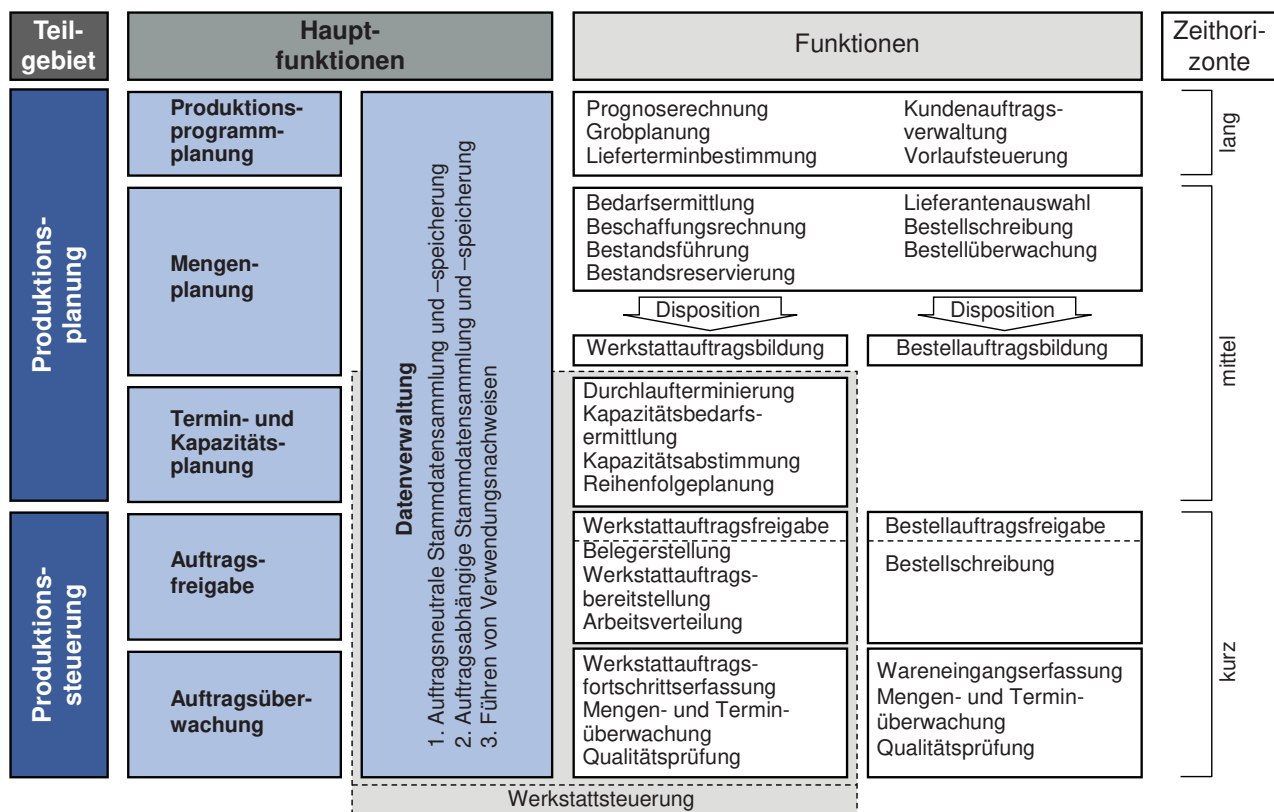 Teil-
gebiet
Haupt-
funktionen
Funktionen
Zeithori-
zonte
Produktions-
planung
Produktions-
programm-
planung
Datenverwaltung
1. Auftragsneutrale Stammdatensammlung und –speicherung
2. Auftragsabhängige Stammdatensammlung und –speicherung
3. Führen von Verwendungsnachweisen
Prognoserechnung
Grobplanung
Lieferterminbestimmung
Kundenauftrags-
verwaltung
Vorlaufsteuerung
lang
Mengen-
planung
Bedarfsermittlung
Beschaffungsrechnung
Bestandsführung
Bestandsreservierung
Lieferantenauswahl
Bestellschreibung
Bestellüberwachung
Disposition
Disposition
Werkstattauftragsbildung
Bestellauftragsbildung
mittel
Termin- und
Kapazitäts-
planung
Durchlaufterminierung
Kapazitätsbedarfs-
ermittlung
Kapazitätsabstimmung
Reihenfolgeplanung
Produktions-
steuerung
Auftrags-
freigabe
Werkstattauftragsfreigabe
Belegerstellung
Werkstattauftrags-
bereitstellung
Arbeitsverteilung
Bestellauftragsfreigabe
Bestellschreibung
kurz
Auftragsüber-
wachung
Werkstattauftrags-
fortschrittserfassung
Mengen- und Termin-
überwachung
Qualitätsprüfung
Wareneingangserfassung
Mengen- und Termin-
überwachung
Qualitätsprüfung
Werkstattsteuerung